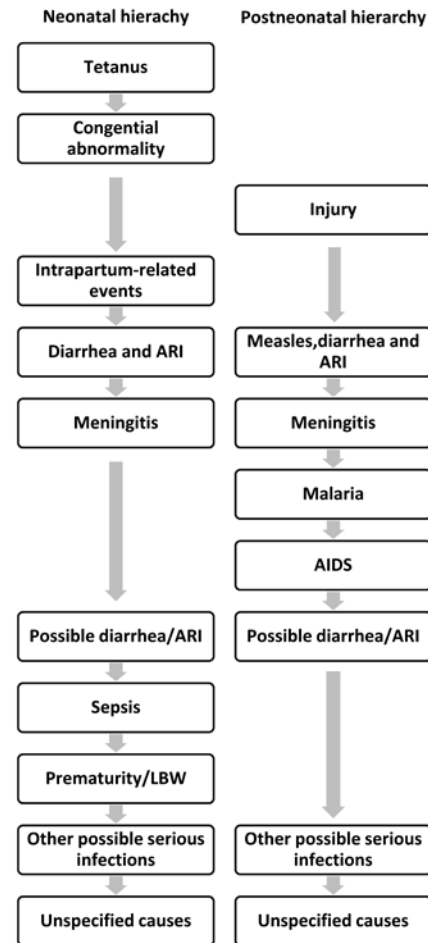 Neonatal hierachy
Postneonatal hierarchy
Tetanus
Congential
abnormality
Injury
Intrapartum-related
events
Diarrhea and ARI
Measles,diarrhea and
ARI
Meningitis
Meningitis
Malaria
AIDS
Possible diarrhea/ARI
Possible diarrhea/ARI
Sepsis
Prematurity/LBW
Other possible serious
infections
Other possible serious
infections
Unspecified causes
Unspecified causes